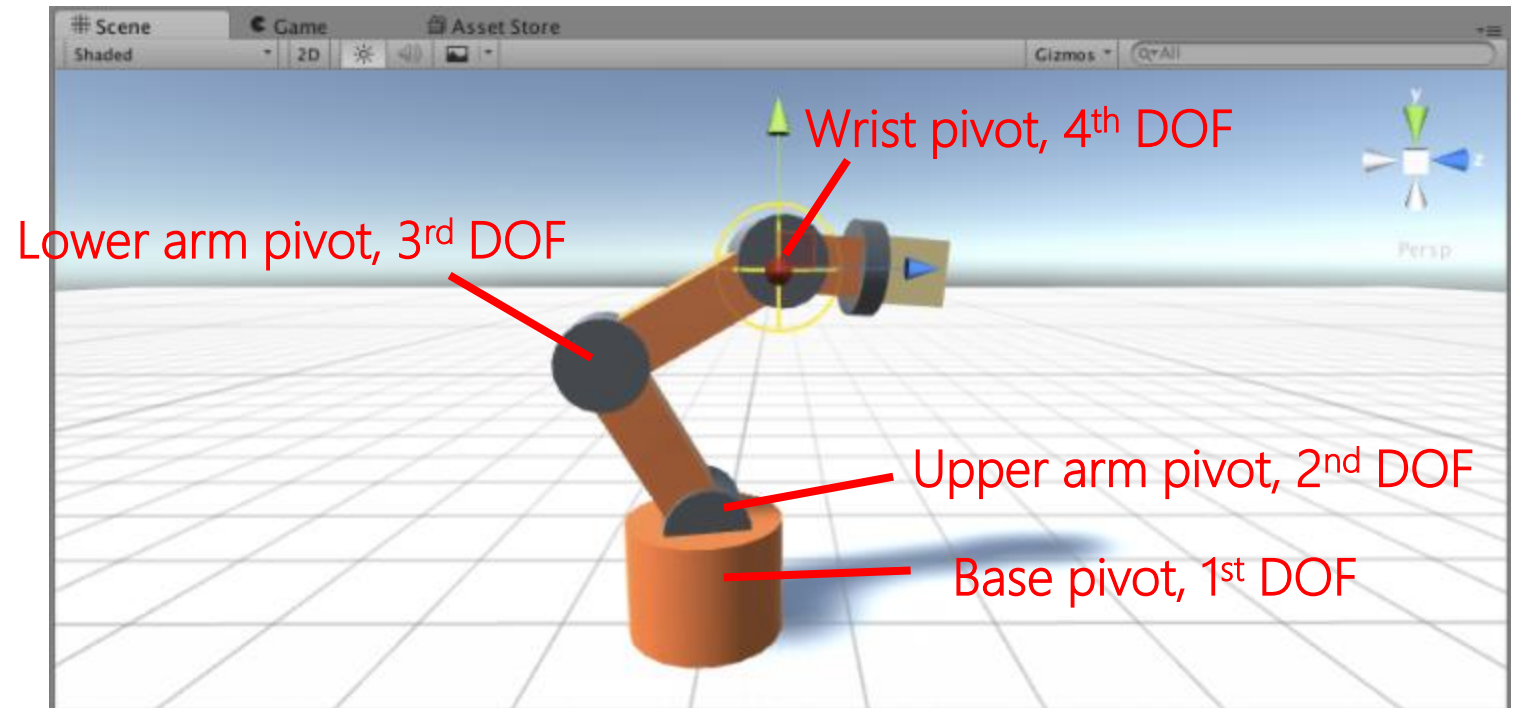 Scene Game Asset Store
Shaded 2D Gizmos All
y
Wrist pivot, 4th DOF
z
Lower arm pivot, 3rd DOF
Persp
Upper arm pivot, 2nd DOF
Base pivot, 1st DOF